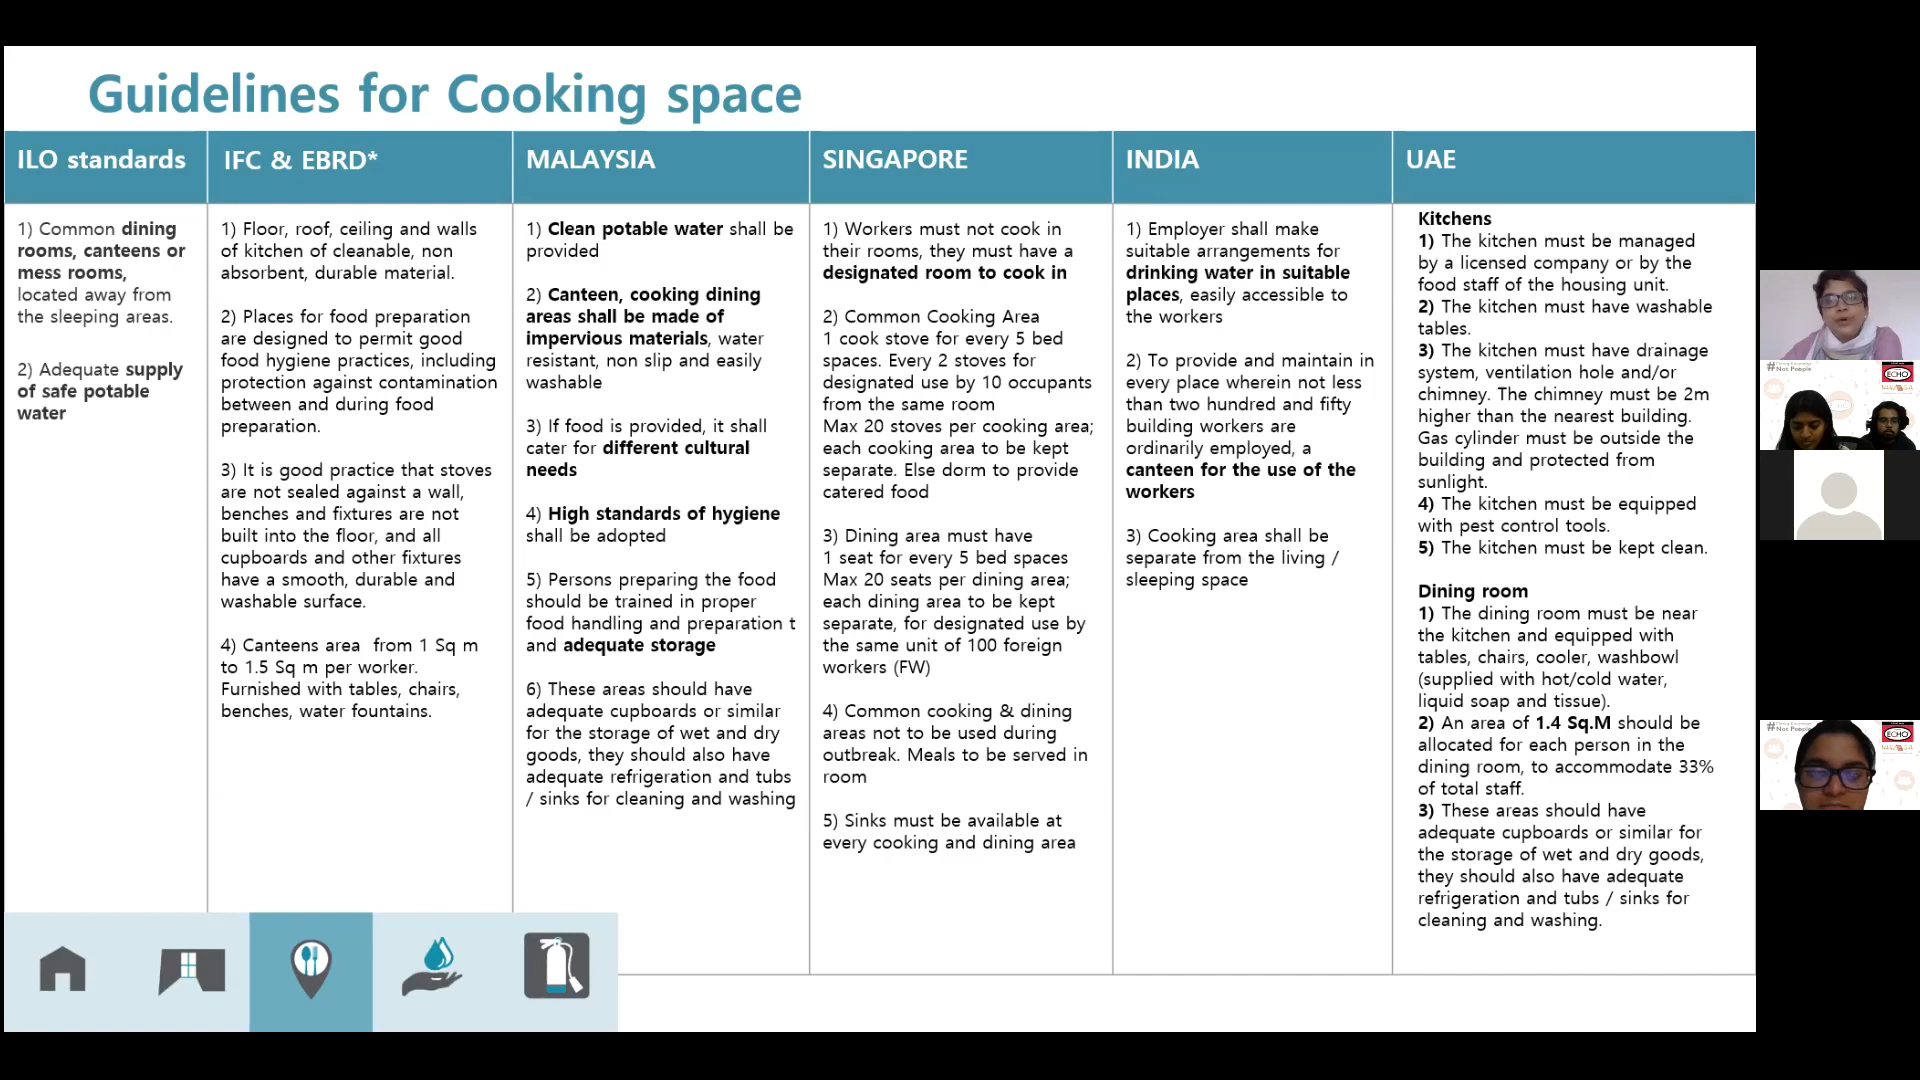 Guidelines for Cooking space
ILO standards
IFC & EBRD*
MALAYSIA
SINGAPORE
INDIA
UAE
1) Common dining
rooms, canteens or
mess rooms,
located away from
the sleeping areas.
2) Adequate supply
of safe potable
water
1) Floor, roof, ceiling and walls
of kitchen of cleanable, non
absorbent, durable material.
2) Places for food preparation
are designed to permit good
food hygiene practices, including
protection against contamination
between and during food
preparation.
3) It is good practice that stoves
are not sealed against a wall,
benches and fixtures are not
built into the floor, and all
cupboards and other fixtures
have a smooth, durable and
washable surface.
4) Canteens area  from 1 Sq m
to 1.5 Sq m per worker.
Furnished with tables, chairs,
benches, water fountains.
1) Clean potable water shall be
provided
2) Canteen, cooking dining
areas shall be made of
impervious materials, water
resistant, non slip and easily
washable
3) If food is provided, it shall
cater for different cultural
needs
4) High standards of hygiene
shall be adopted
5) Persons preparing the food
should be trained in proper
food handling and preparation t
and adequate storage
6) These areas should have
adequate cupboards or similar
for the storage of wet and dry
goods, they should also have
adequate refrigeration and tubs
/ sinks for cleaning and washing
1) Workers must not cook in
their rooms, they must have a
designated room to cook in
2) Common Cooking Area
1 cook stove for every 5 bed
spaces. Every 2 stoves for
designated use by 10 occupants
from the same room
Max 20 stoves per cooking area;
each cooking area to be kept
separate. Else dorm to provide
catered food
3) Dining area must have
1 seat for every 5 bed spaces
Max 20 seats per dining area;
each dining area to be kept
separate, for designated use by
the same unit of 100 foreign
workers (FW)
4) Common cooking & dining
areas not to be used during
outbreak. Meals to be served in
room
5) Sinks must be available at
every cooking and dining area
1) Employer shall make
suitable arrangements for
drinking water in suitable
places, easily accessible to
the workers
2) To provide and maintain in
every place wherein not less
than two hundred and fifty
building workers are
ordinarily employed, a
canteen for the use of the
workers
3) Cooking area shall be
separate from the living /
sleeping space
Kitchens
1) The kitchen must be managed
by a licensed company or by the
food staff of the housing unit.
2) The kitchen must have washable
tables.
3) The kitchen must have drainage
system, ventilation hole and/or
chimney. The chimney must be 2m
higher than the nearest building.
Gas cylinder must be outside the
building and protected from
sunlight.
4) The kitchen must be equipped
with pest control tools.
5) The kitchen must be kept clean.
Dining room
1) The dining room must be near
the kitchen and equipped with
tables, chairs, cooler, washbowl
(supplied with hot/cold water,
liquid soap and tissue).
2) An area of 1.4 Sq.M should be
allocated for each person in the
dining room, to accommodate 33%
of total staff.
3) These areas should have
adequate cupboards or similar for
the storage of wet and dry goods,
they should also have adequate
refrigeration and tubs / sinks for
cleaning and washing.
Not People
ECHO
Not People
ECHO